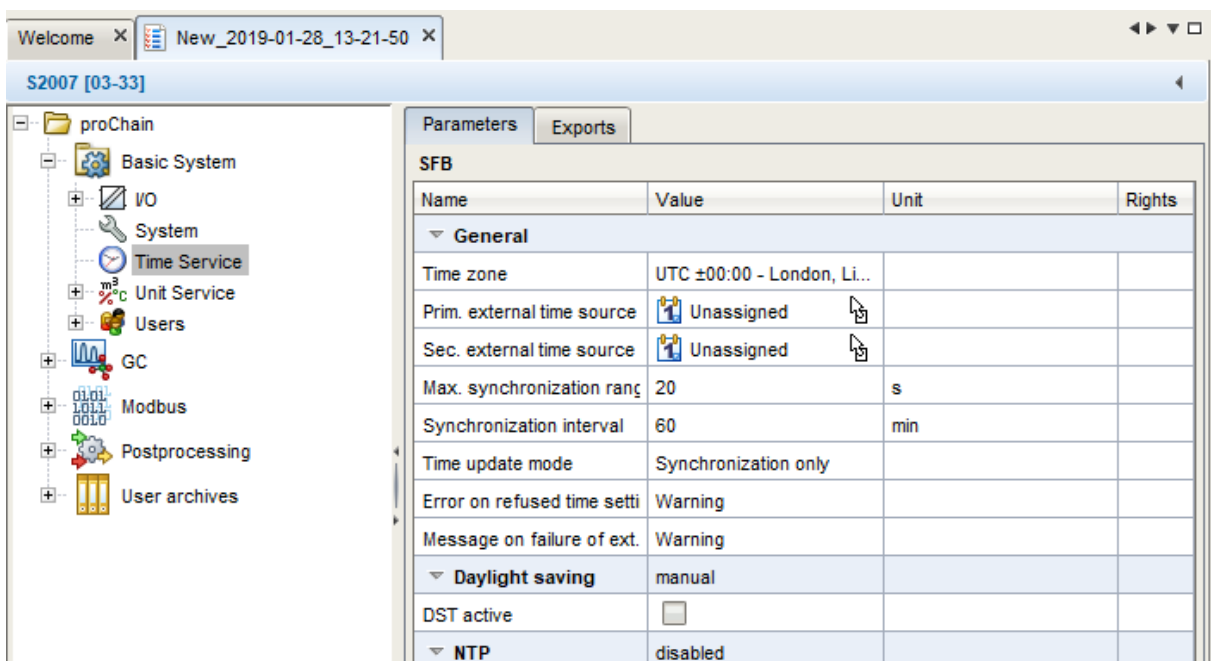 Welcome
New_2019-01-28_13-21-50
S2007 [03-33]
proChain
Basic System
I/O
System
Time Service
Unit Service
Users
GC
Modbus
Postprocessing
User archives
Parameters Exports
SFB
Name Value Unit Rights
General
Time zone UTC ±00:00 - London, Li...
Prim. external time source Unassigned
Sec. external time source Unassigned
Max. synchronization rang 20 s
Synchronization interval 60 min
Time update mode Synchronization only
Error on refused time setti Warning
Message on failure of ext. Warning
Daylight saving manual
DST active
NTP disabled